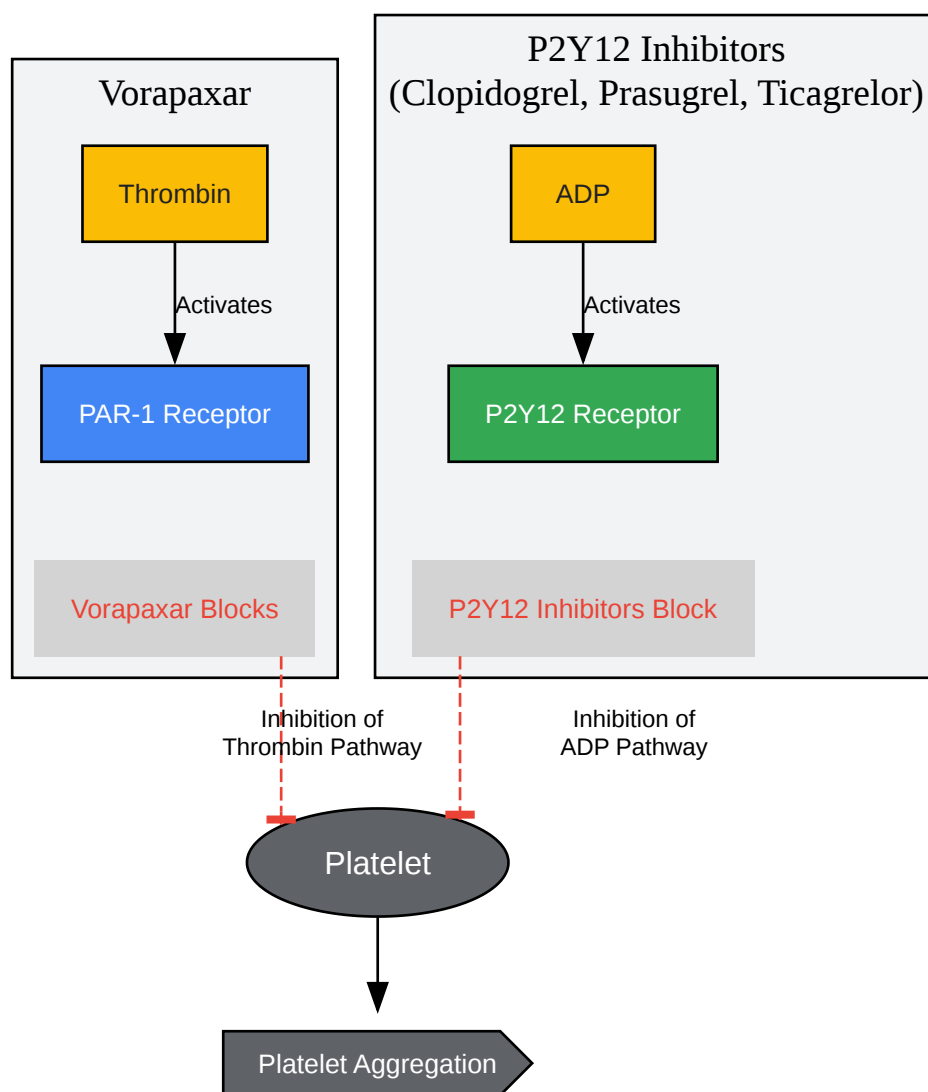 Vorapaxar
Thrombin
Activates
PAR-1 Receptor
Vorapaxar Blocks
P2Y12 Inhibitors
(Clopidogrel, Prasugrel, Ticagrelor)
ADP
Activates
P2Y12 Receptor
P2Y12 Inhibitors Block
Inhibition of
Thrombin Pathway
Inhibition of
ADP Pathway
Platelet
Platelet Aggregation